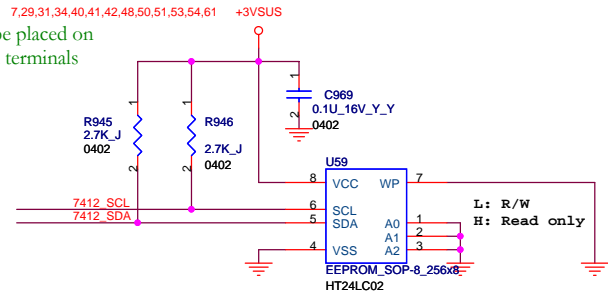 7,29,31,34,40,41,42,48,50,51,53,54,61 +3VSUS
be placed on
terminals
1
1
1
2
2
2
R945
2.7K_J
0402
R946
2.7K_J
0402
C969
0.1U_16V_Y_Y
0402
U59
8 VCC WP 7
7412_SCL 6 SCL
7412_SDA 5 SDA A0 1
A1 2
4 VSS A2 3
L: R/W
H: Read only
EEPROM_SOP-8_256x8
HT24LC02